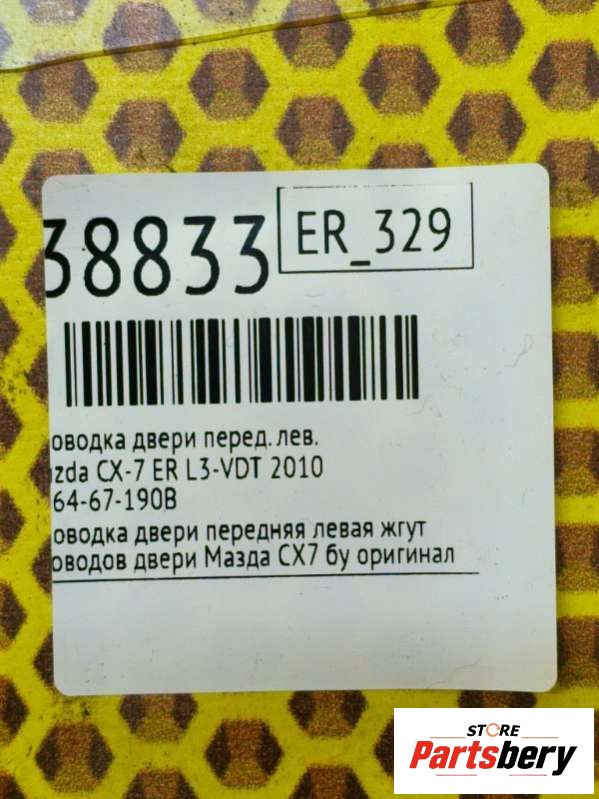 38833
ER_329
оводка двери перед. лев.
zda CX-7 ER L3-VDT 2010
64-67-190B
оводка двери передняя левая жгут
оводов двери Мазда CX7 бу оригинал
STORE
Partsbery